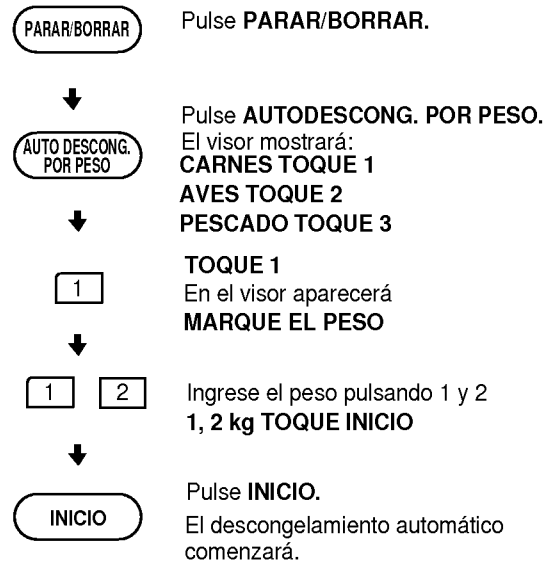 PARAR/BORRAR
Pulse PARAR/BORRAR.
AUTO DESCONG.
POR PESO
Pulse AUTODESCONG. POR PESO.
El visor mostrará:
CARNES TOQUE 1
AVES TOQUE 2
PESCADO TOQUE 3
1
TOQUE 1
En el visor aparecerá
MARQUE EL PESO
1 2
Ingrese el peso pulsando 1 y 2
1, 2 kg TOQUE INICIO
INICIO
Pulse INICIO.
El descongelamiento automático
comenzará.